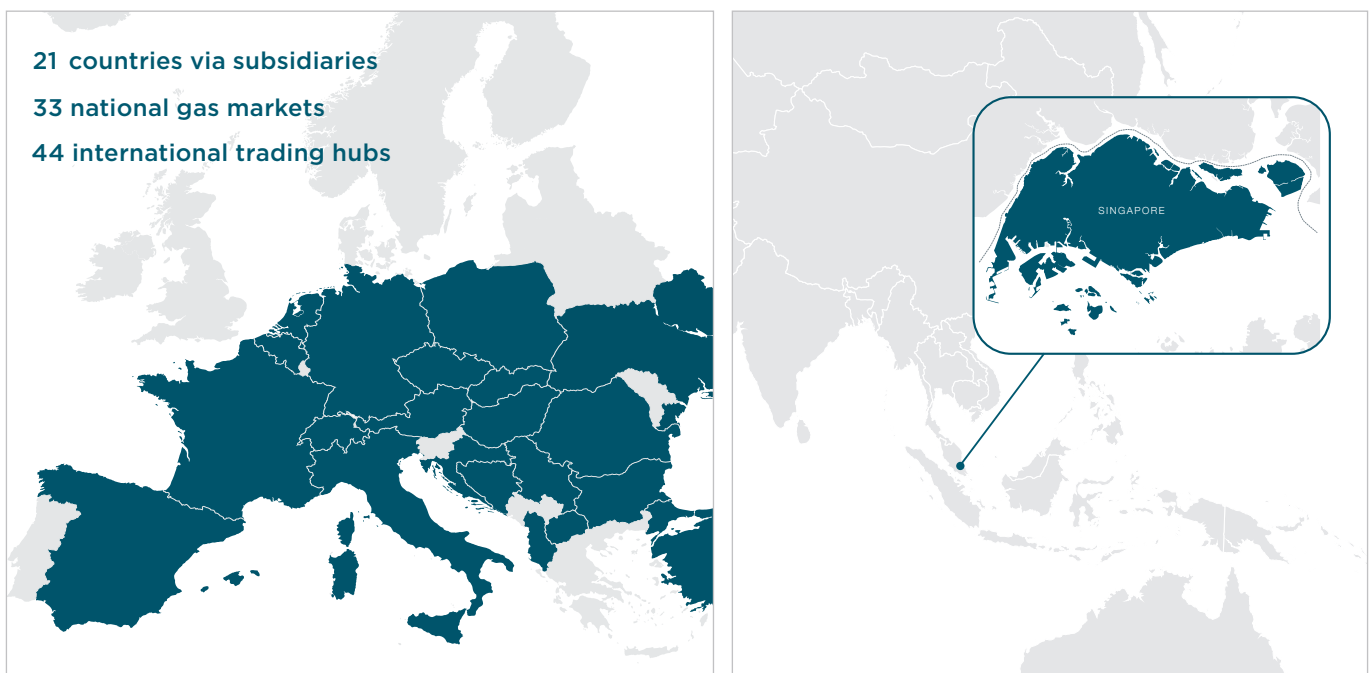 21 countries via subsidiaries
33 national gas markets
44 international trading hubs
SINGAPORE